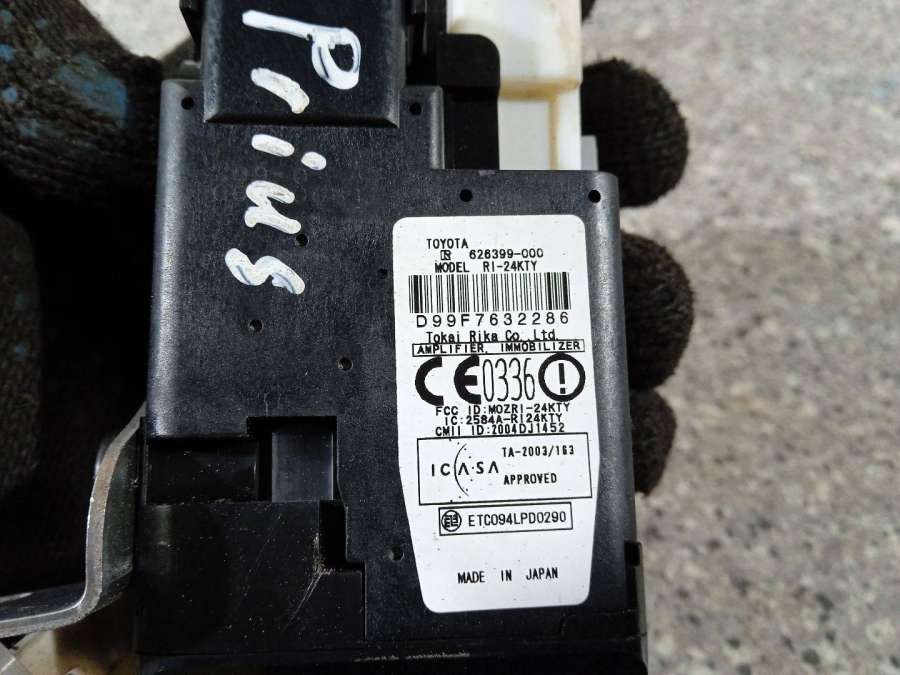 Prius
TOYOTA
R 626399-000
MODEL RI-24KTY
D99F7632286
Tokai Rika Co. Ltd.
AMPLIFIER, IMMOBILIZER
CE0336
FCC ID:MOZRI-24KTY
IC:2584A-RI24KTY
CMII ID:2004DJ1452
TA-2003/163
ICASA
APPROVED
ETC094LPD0290
MADE IN JAPAN